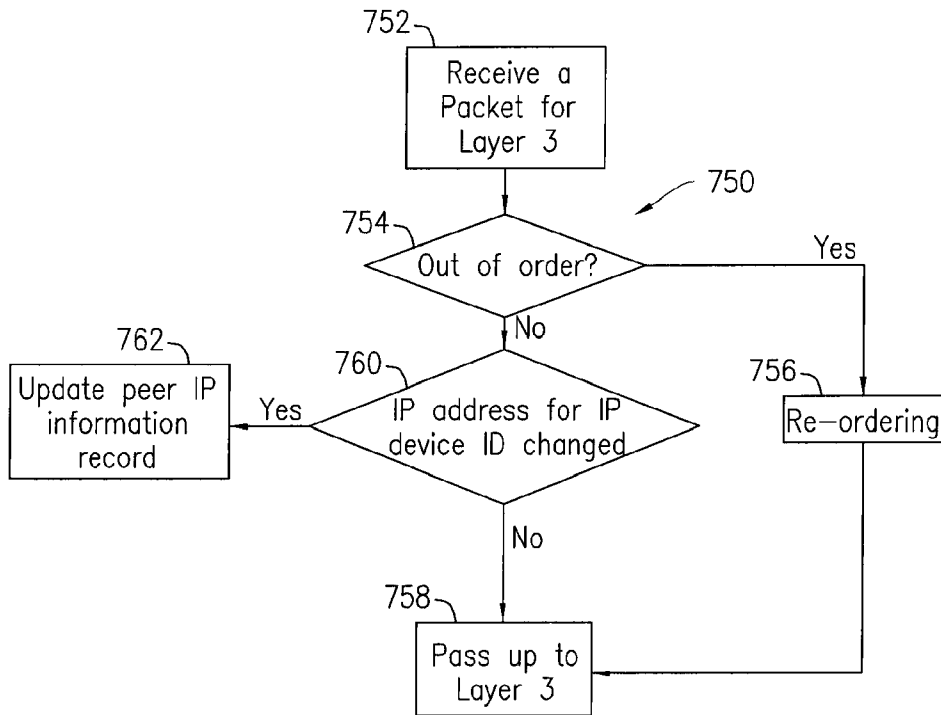 752
Receive a
Packet for
Layer 3
750
754
Out of order?
Yes
No
762
Update peer IP
information
record
Yes
760
IP address for IP
device ID changed
756
Re-ordering
No
758
Pass up to
Layer 3